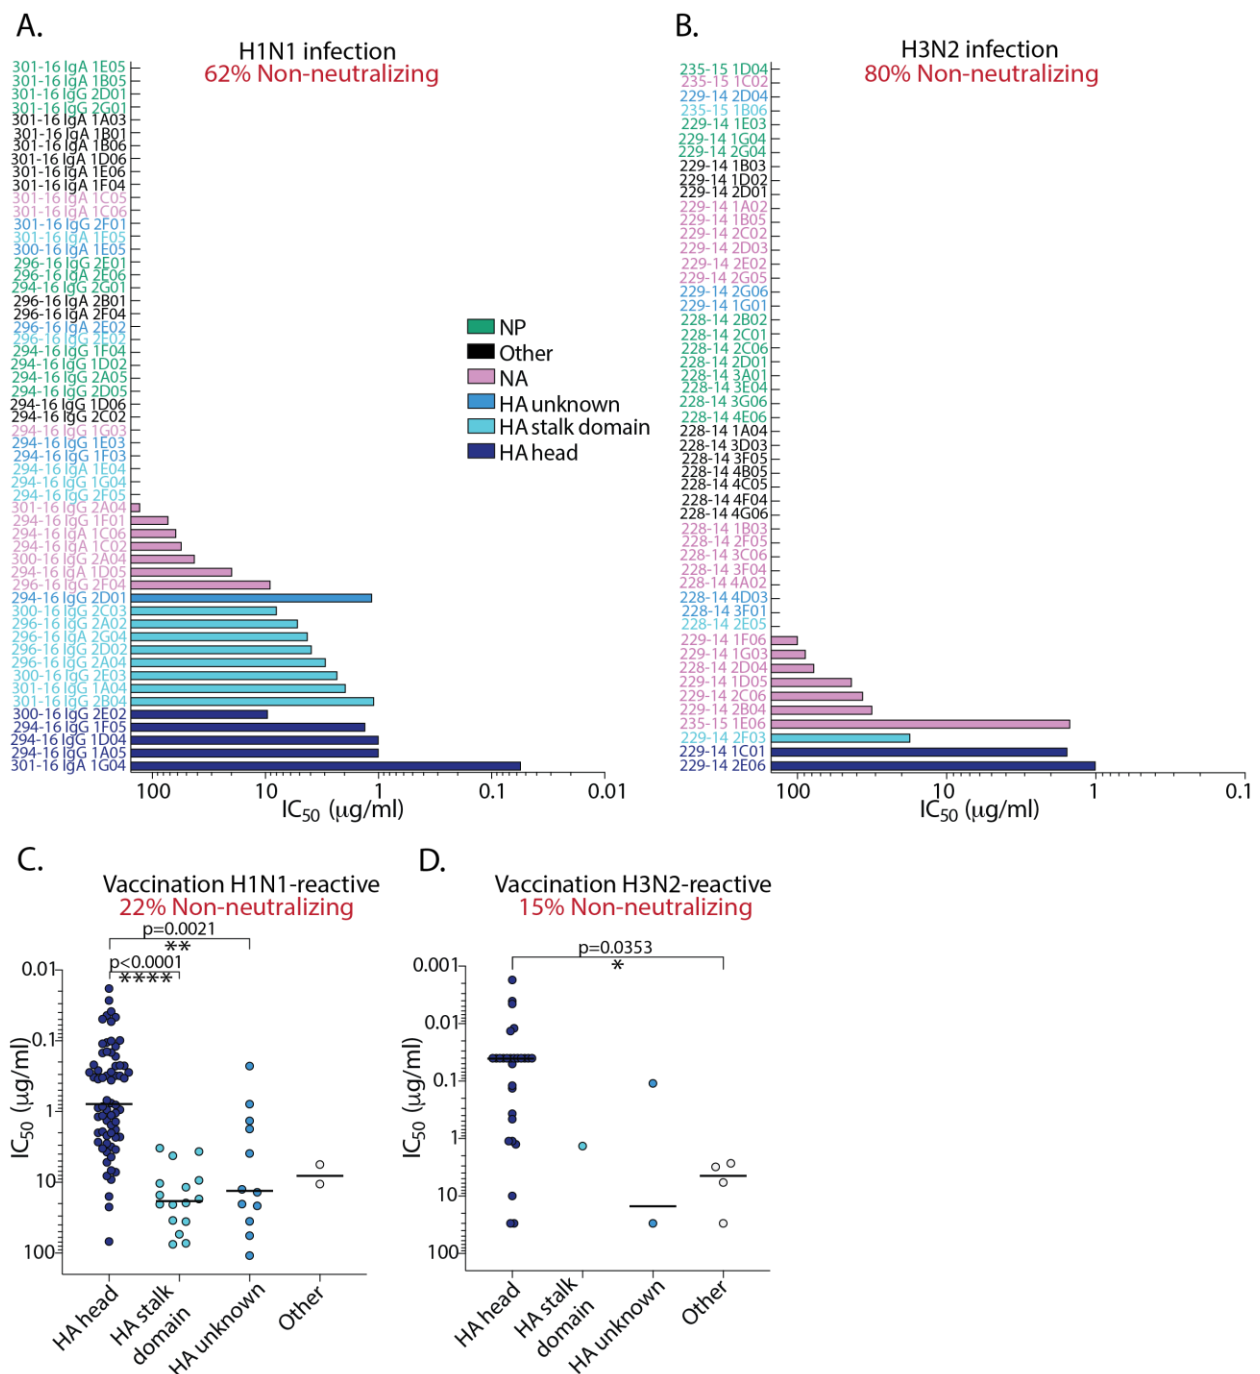 A.
H1N1 infection
62% Non-neutralizing
301-16 IgA 1E05
301-16 IgA 1B05
301-16 IgG 2D01
301-16 IgG 2G01
301-16 IgA 1A03
301-16 IgA 1B01
301-16 IgA 1B06
301-16 IgA 1D06
301-16 IgA 1E06
301-16 IgA 1F04
301-16 IgA 1C05
301-16 IgA 1C06
301-16 IgG 2F01
301-16 IgA 1E05
300-16 IgA 1E05
296-16 IgG 2E01
296-16 IgA 2E06
294-16 IgG 2G01
296-16 IgA 2B01
296-16 IgA 2F04
296-16 IgA 2E02
296-16 IgG 2E02
294-16 IgG 1F04
294-16 IgG 1D02
294-16 IgG 2A05
294-16 IgG 2D05
294-16 IgG 1D06
294-16 IgG 2C02
294-16 IgG 1G03
294-16 IgG 1E03
294-16 IgG 1F03
294-16 IgA 1E04
294-16 IgG 1G04
294-16 IgG 2F05
301-16 IgG 2A04
294-16 IgG 1F01
294-16 IgA 1C06
294-16 IgA 1C02
300-16 IgG 2A04
294-16 IgA 1D05
296-16 IgG 2F04
294-16 IgG 2D01
300-16 IgG 2C03
296-16 IgG 2A02
296-16 IgA 2G04
296-16 IgG 2D02
296-16 IgG 2A04
300-16 IgG 2E03
301-16 IgG 1A04
301-16 IgG 2B04
300-16 IgG 2E02
294-16 IgG 1F05
294-16 IgG 1D04
294-16 IgG 1A05
301-16 IgA 1G04
100 10 1 0.1 0.01
IC50 (μg/ml)
NP
Other
NA
HA unknown
HA stalk domain
HA head
B.
H3N2 infection
80% Non-neutralizing
235-15 1D04
235-15 1C02
229-14 2D04
235-15 1B06
229-14 1E03
229-14 1G04
229-14 2G04
229-14 1B03
229-14 1D02
229-14 2D01
229-14 1A02
229-14 1B05
229-14 2C02
229-14 2D03
229-14 2E02
229-14 2G05
229-14 2G06
229-14 1G01
228-14 2B02
228-14 2C01
228-14 2C06
228-14 2D01
228-14 3A01
228-14 3E04
228-14 3G06
228-14 4E06
228-14 1A04
228-14 3D03
228-14 3F05
228-14 4B05
228-14 4C05
228-14 4F04
228-14 4G06
228-14 1B03
228-14 2F05
228-14 3C06
228-14 3F04
228-14 4A02
228-14 4D03
228-14 3F01
228-14 2E05
229-14 1F06
229-14 1G03
228-14 2D04
229-14 1D05
229-14 2C06
229-14 2B04
235-15 1E06
229-14 2F03
229-14 1C01
229-14 2E06
100 10 1 0.1
IC50 (μg/ml)
C.
Vaccination H1N1-reactive
22% Non-neutralizing
p=0.0021
**
p<0.0001
****
0.01
0.1
1
10
100
IC50 (μg/ml)
HA head
HA stalk
domain
HA unknown
Other
D.
Vaccination H3N2-reactive
15% Non-neutralizing
p=0.0353
*
0.001
0.01
0.1
1
10
100
IC50 (μg/ml)
HA head
HA stalk
domain
HA unknown
Other